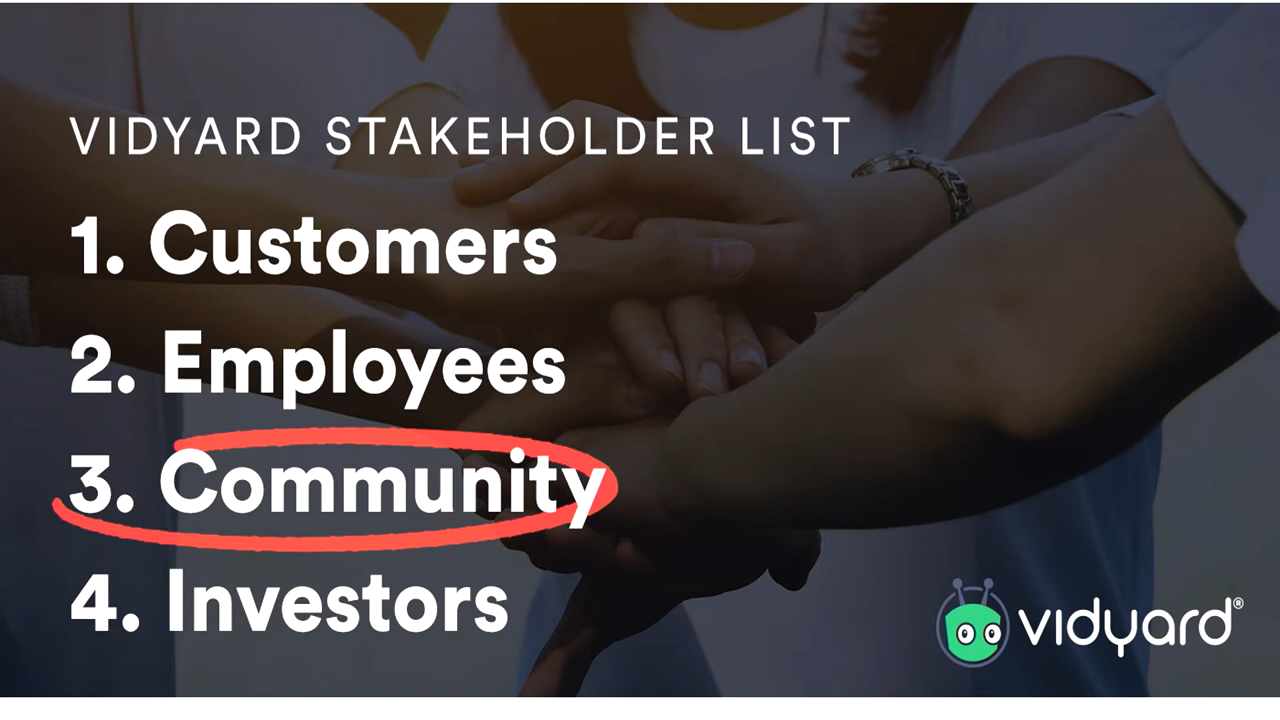 VIDYARD STAKEHOLDER LIST
1. Customers
2. Employees
3. Community
4. Investors
vidyard®